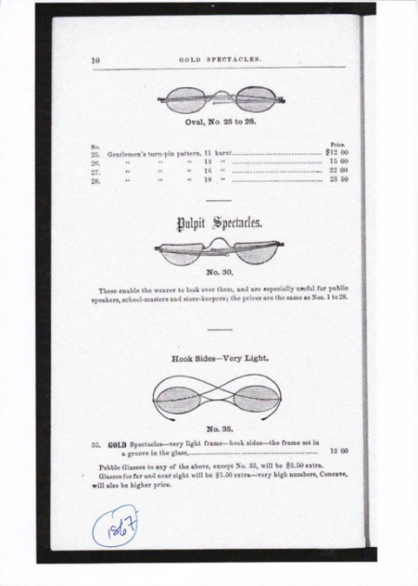 10 GOLD SPECTACLES.
Oval, No. 25 to 28.
No. Price.
25. Gentlemen's turn-pin pattern, 11 karat........ $12 00
26. " " " 13 " ........ 15 00
27. " " " 16 " ........ 22 00
28. " " " 18 " ........ 23 50
Pulpit Spectacles.
No. 30.
These enable the wearer to look over them, and are especially useful for public
speakers, school-masters and store-keepers; the prices are the same as Nos. 1 to 28.
Hook Sides—Very Light.
No. 35.
35. GOLD Spectacles—very light frame—hook sides—the frame set in
a groove in the glass,........ 18 00
Pebble Glasses to any of the above, except No. 35, will be $3.50 extra.
Glasses for far and near sight will be $1.50 extra—very high numbers, Concave,
will also be higher price.
1867